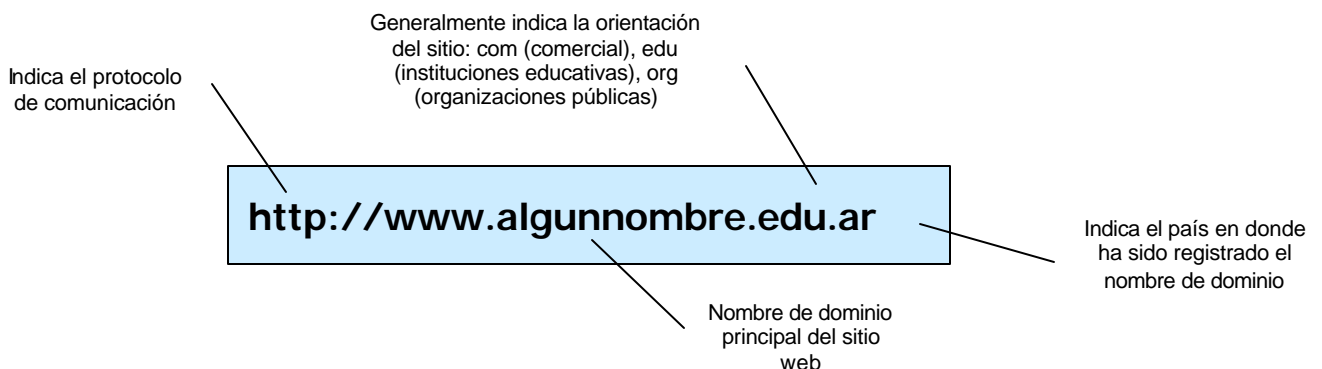 Generalmente indica la orientación
del sitio: com (comercial), edu
(instituciones educativas), org
(organizaciones públicas)
Indica el protocolo
de comunicación
http://www.algunnombre.edu.ar
Indica el país en donde
ha sido registrado el
nombre de dominio
Nombre de dominio
principal del sitio
web